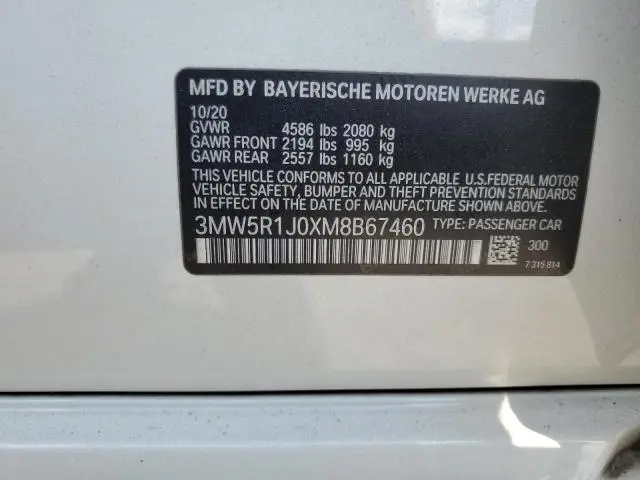 MFD BY BAYERISCHE MOTOREN WERKE AG
10/20
GVWR 4586 lbs 2080 kg
GAWR FRONT 2194 lbs 995 kg
GAWR REAR 2557 lbs 1160 kg
THIS VEHICLE CONFORMS TO ALL APPLICABLE U.S.FEDERAL MOTOR
VEHICLE SAFETY, BUMPER AND THEFT PREVENTION STANDARDS
IN EFFECT ON THE DATE OF MANUFACTURE SHOWN ABOVE.
3MW5R1J0XM8B67460 TYPE: PASSENGER CAR
300
7 315 814